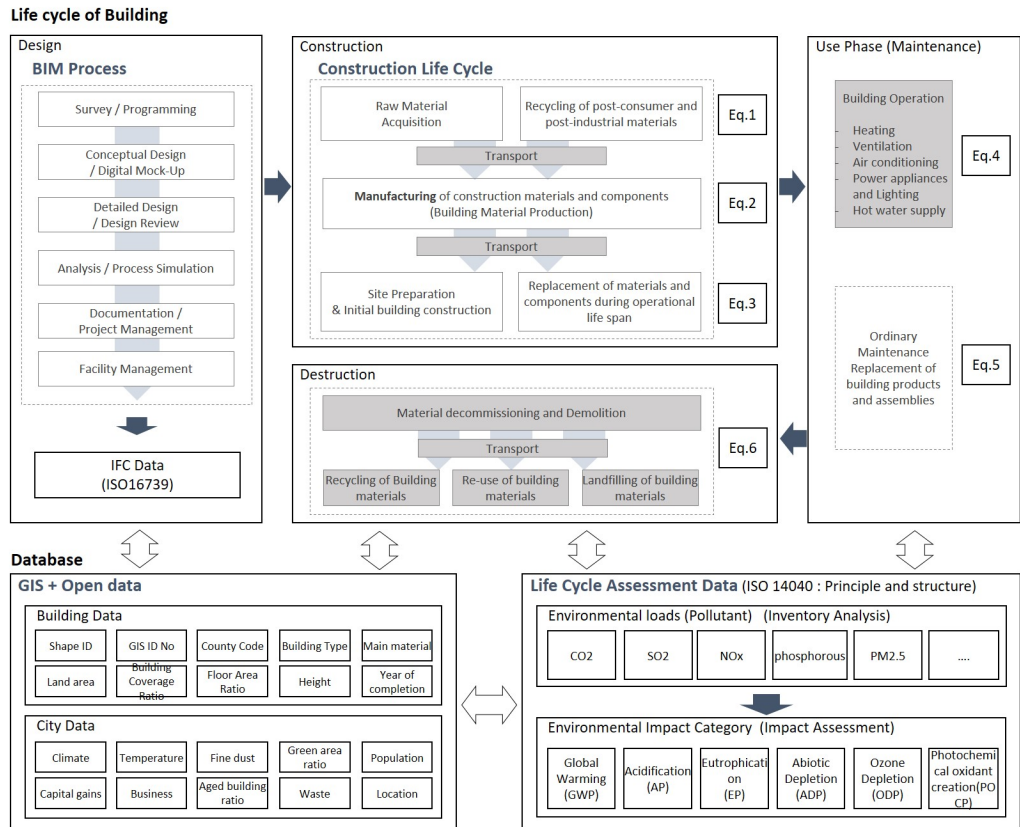 Life cycle of Building
Design
BIM Process
Survey / Programming
Conceptual Design
/ Digital Mock-Up
Detailed Design
/ Design Review
Analysis / Process Simulation
Documentation /
Project Management
Facility Management
IFC Data
(ISO16739)
Construction
Construction Life Cycle
Raw Material
Acquisition
Recycling of post-consumer and
post-industrial materials
Eq.1
Transport
Manufacturing of construction materials and components
(Building Material Production)
Eq.2
Transport
Site Preparation
& Initial building construction
Replacement of materials and
components during operational
life span
Eq.3
Destruction
Material decommissioning and Demolition
Transport
Recycling of Building
materials
Re-use of building
materials
Landfilling of building
materials
Eq.6
Use Phase (Maintenance)
Building Operation
- Heating
- Ventilation
- Air conditioning
- Power appliances
and Lighting
- Hot water supply
Eq.4
Ordinary
Maintenance
Replacement of
building products
and assemblies
Eq.5
Database
GIS + Open data
Building Data
Shape ID
GIS ID No
County Code
Building Type
Main material
Land area
Building
Coverage
Ratio
Floor Area
Ratio
Height
Year of
completion
City Data
Climate
Temperature
Fine dust
Green area
ratio
Population
Capital gains
Business
Aged building
ratio
Waste
Location
Life Cycle Assessment Data (ISO 14040 : Principle and structure)
Environmental loads (Pollutant) (Inventory Analysis)
CO2
SO2
NOx
phosphorous
PM2.5
....
Environmental Impact Category (Impact Assessment)
Global
Warming
(GWP)
Acidification
(AP)
Eutrophicati
on
(EP)
Abiotic
Depletion
(ADP)
Ozone
Depletion
(ODP)
Photochemi
cal oxidant
creation(PO
CP)